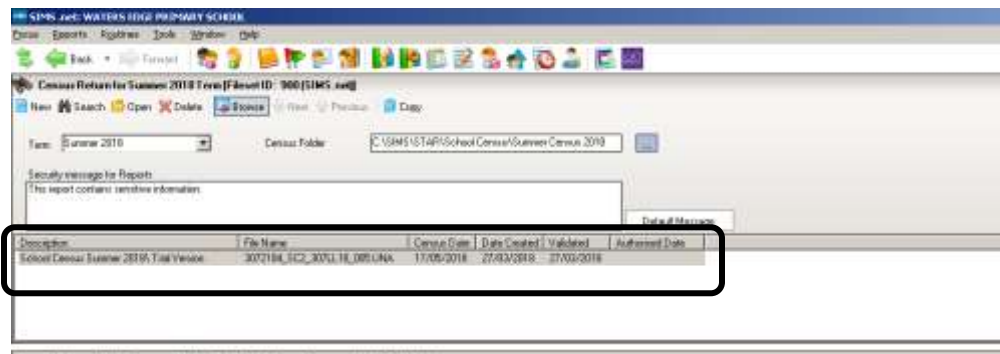 SIMS .net: WATERS EDGE PRIMARY SCHOOL
Focus Reports Routines Tools Window Help
Back Forward
Census Return for Summer 2018 Term [Fileset ID: 900 (SIMS .net)]
New Search Open Delete Browse Next Previous Copy
Term Summer 2018 Census Folder C:\SIMS\STAR\School Census\Summer Census 2018
Security message for Reports
This report contains sensitive information.
Default Message
Description File Name Census Date Date Created Validated Authorised Date
School Census Summer 2018\ Trial Version 17/05/2018 27/03/2018 27/03/2018